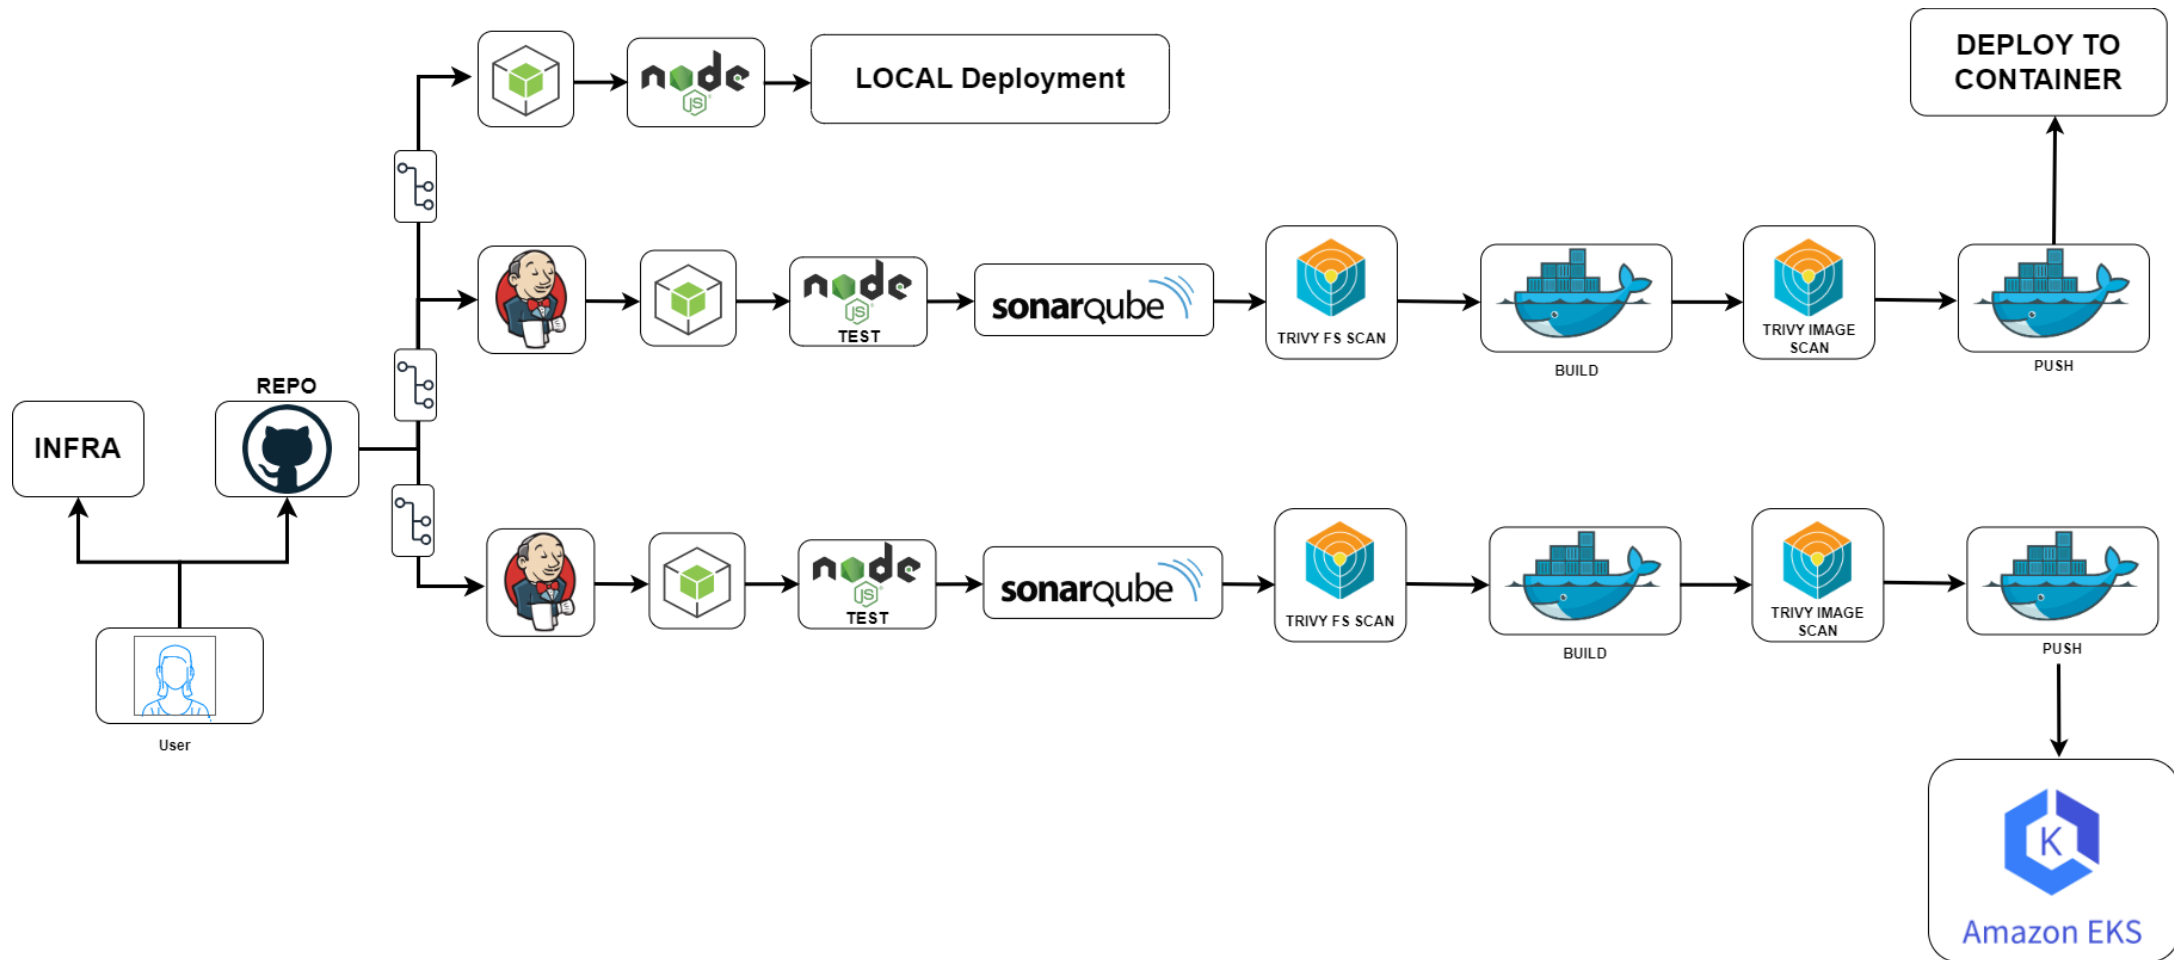 DEPLOY TO
CONTAINER
node
JS
LOCAL Deployment
node
JS
TEST
sonarqube
TRIVY FS SCAN
BUILD
TRIVY IMAGE
SCAN
PUSH
REPO
INFRA
node
JS
TEST
sonarqube
TRIVY FS SCAN
BUILD
TRIVY IMAGE
SCAN
PUSH
User
K
Amazon EKS